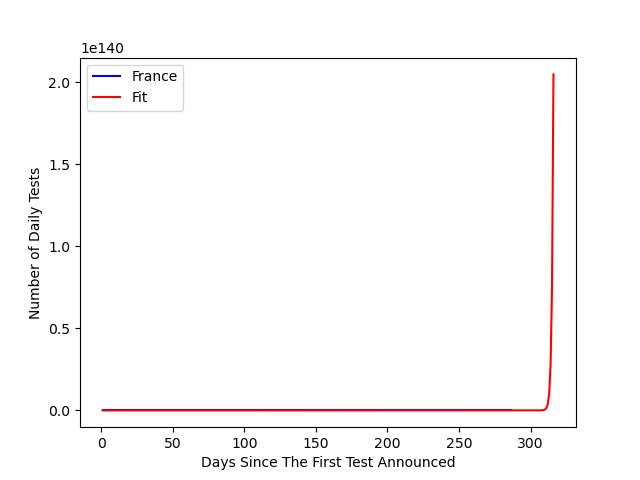 1e140
France
Fit
2.0
1.5
1.0
0.5
0.0
Number of Daily Tests
0 50 100 150 200 250 300
Days Since The First Test Announced